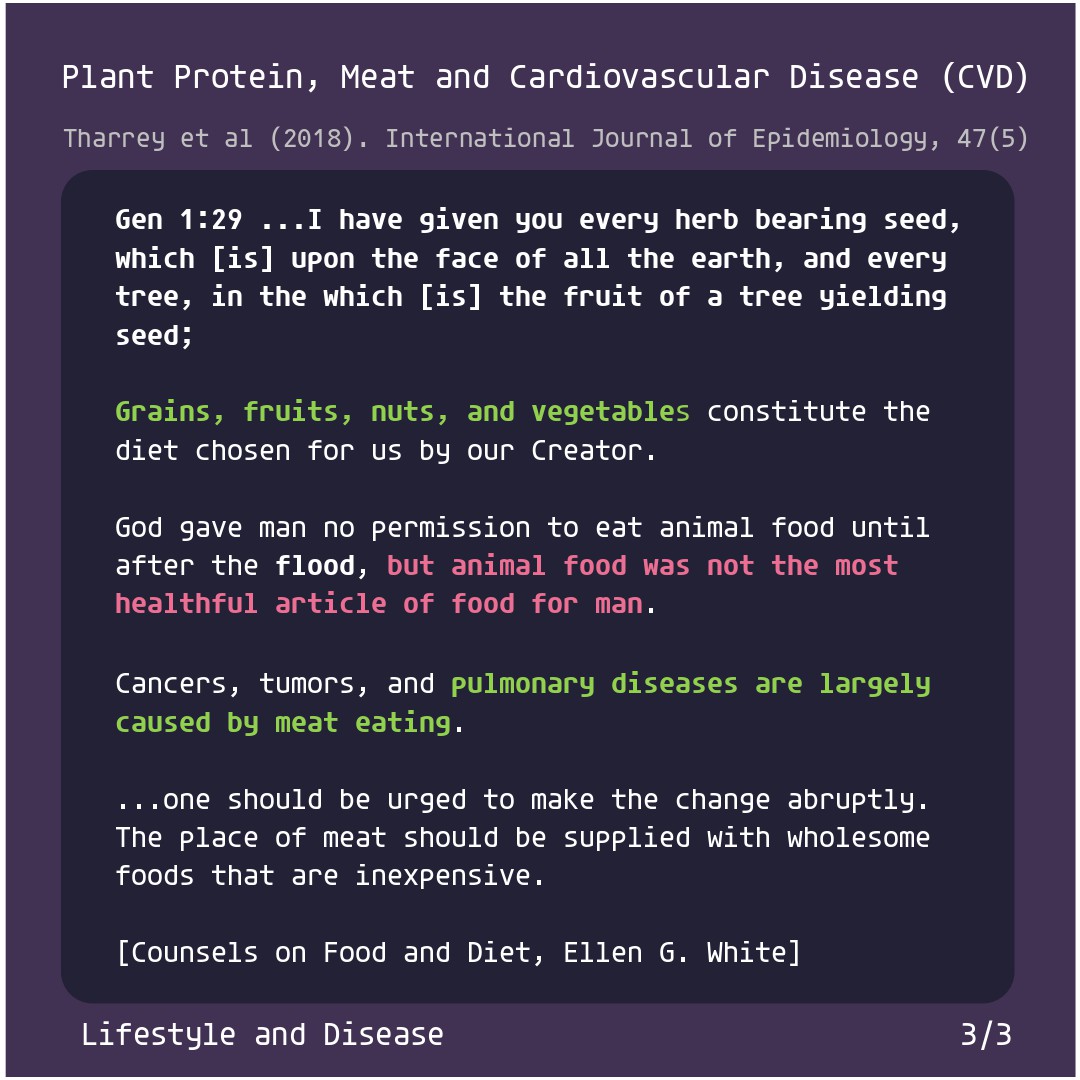 Plant Protein, Meat and Cardiovascular Disease (CVD)
Tharrey et al (2018). International Journal of Epidemiology, 47(5)
Gen 1:29 ...I have given you every herb bearing seed,
which [is] upon the face of all the earth, and every
tree, in the which [is] the fruit of a tree yielding
seed;
Grains, fruits, nuts, and vegetables constitute the
diet chosen for us by our Creator.
God gave man no permission to eat animal food until
after the flood, but animal food was not the most
healthful article of food for man.
Cancers, tumors, and pulmonary diseases are largely
caused by meat eating.
...one should be urged to make the change abruptly.
The place of meat should be supplied with wholesome
foods that are inexpensive.
[Counsels on Food and Diet, Ellen G. White]
Lifestyle and Disease
3/3